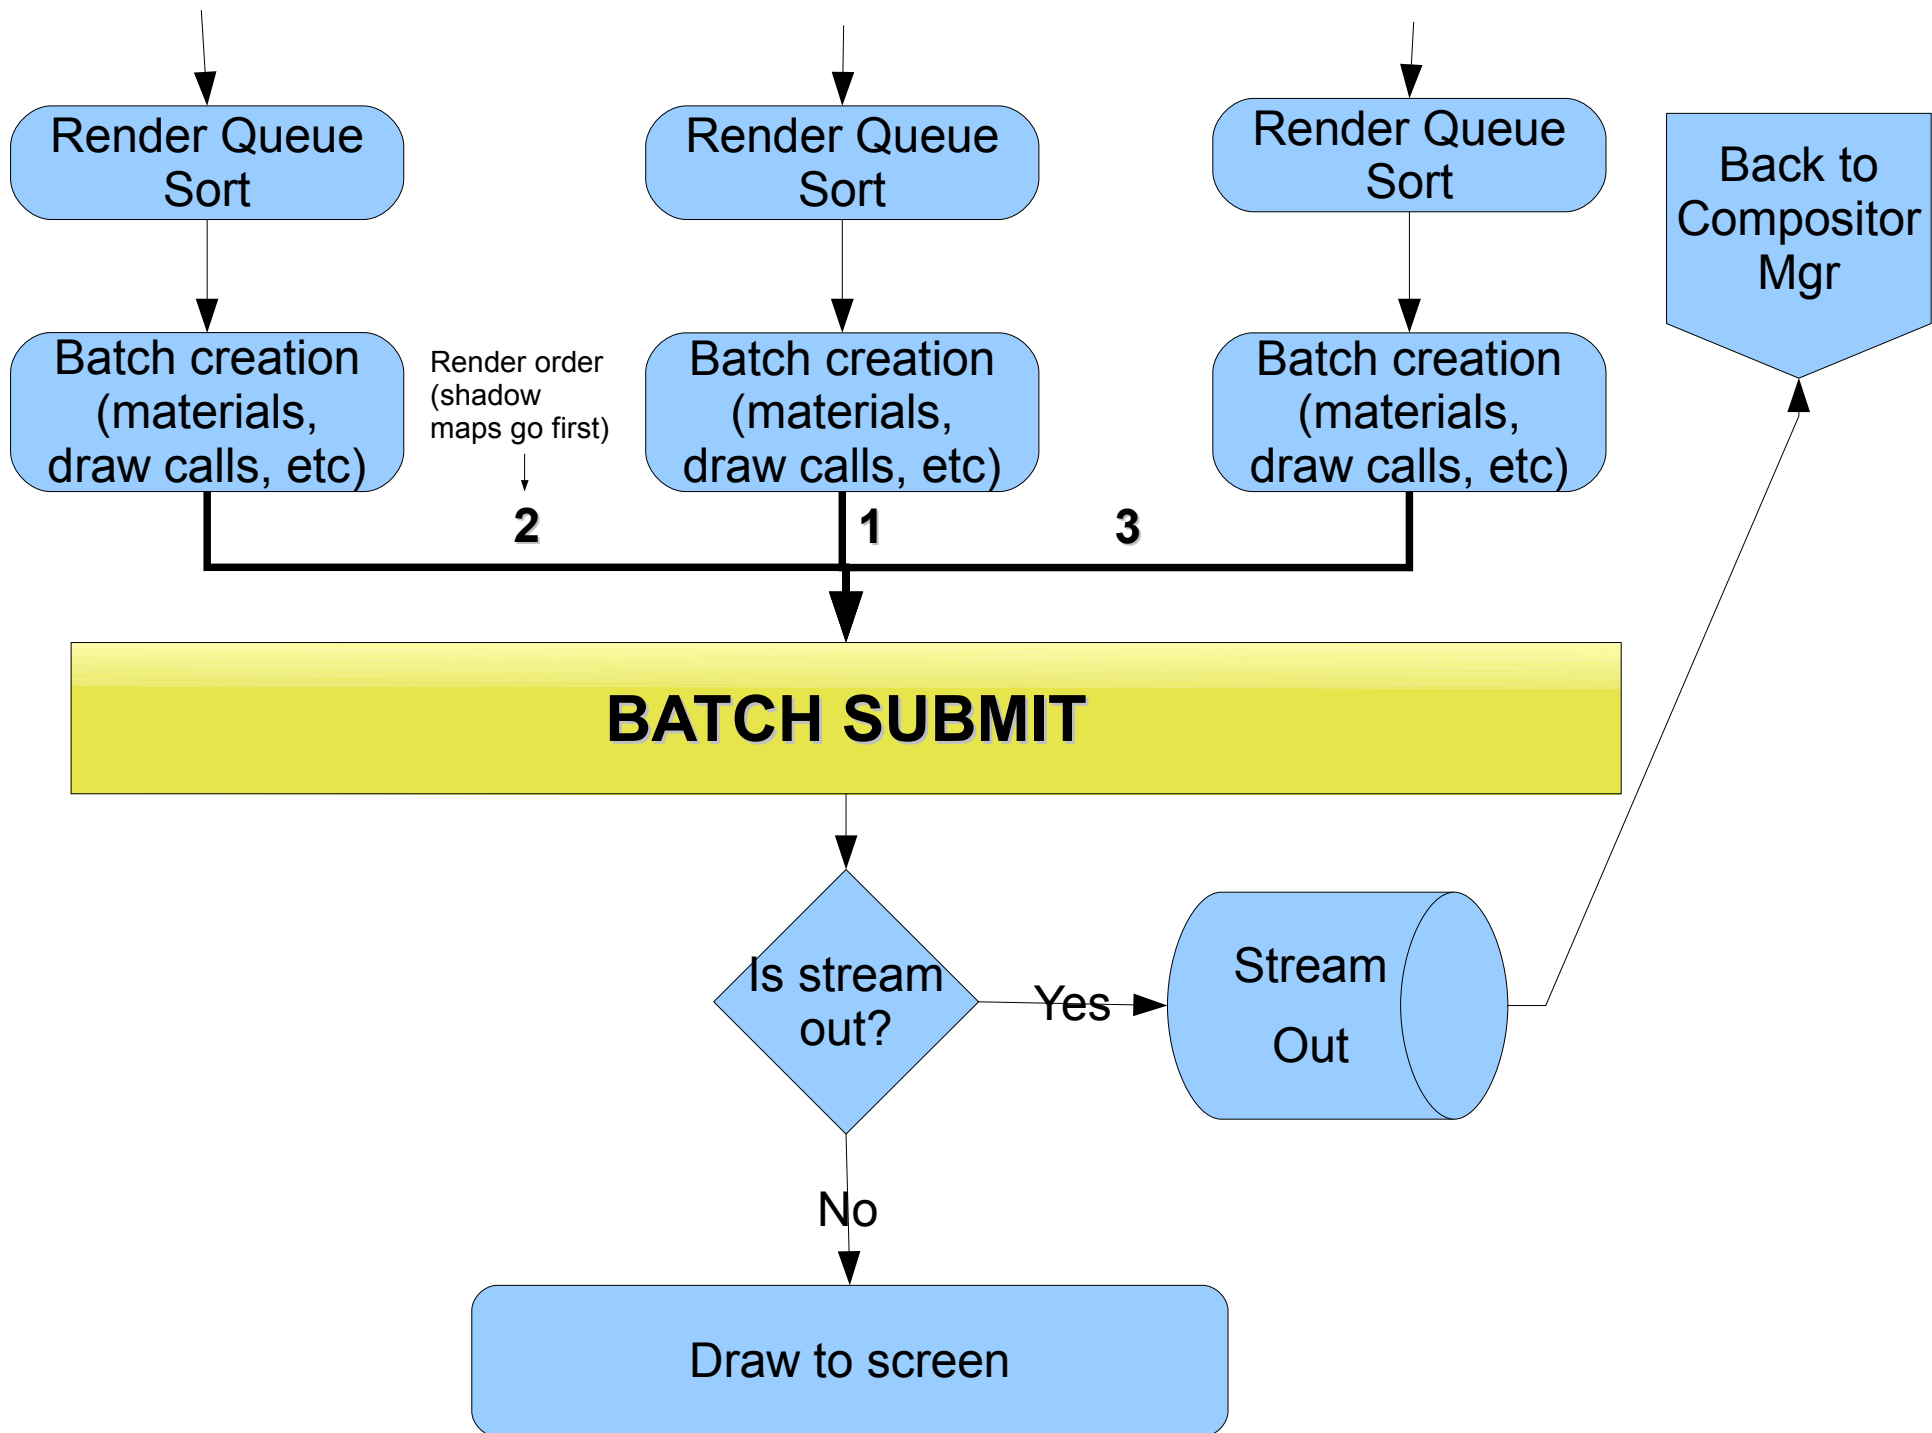 Render Queue
Sort
Render Queue
Sort
Render Queue
Sort
Back to
Compositor
Mgr
Batch creation
(materials,
draw calls, etc)
Render order
(shadow
maps go first)
Batch creation
(materials,
draw calls, etc)
Batch creation
(materials,
draw calls, etc)
2
1
3
BATCH SUBMIT
Is stream
out?
Yes
Stream
Out
No
Draw to screen